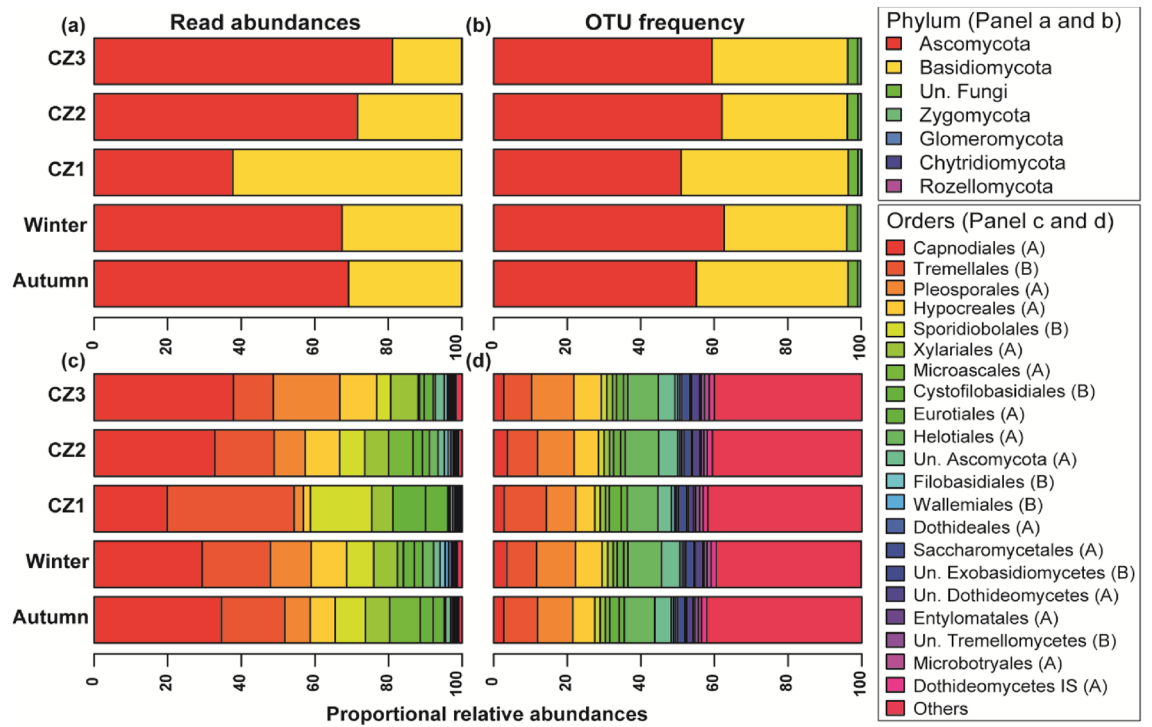 (a) Read abundances
(b) OTU frequency
CZ3
CZ2
CZ1
Winter
Autumn
0 20 40 60 80 100
0 20 40 60 80 100
(c)
(d)
CZ3
CZ2
CZ1
Winter
Autumn
0 20 40 60 80 100
0 20 40 60 80 100
Proportional relative abundances
Phylum (Panel a and b)
Ascomycota
Basidiomycota
Un. Fungi
Zygomycota
Glomeromycota
Chytridiomycota
Rozellomycota
Orders (Panel c and d)
Capnodiales (A)
Tremellales (B)
Pleosporales (A)
Hypocreales (A)
Sporidiobolales (B)
Xylariales (A)
Microascales (A)
Cystofilobasidiales (B)
Eurotiales (A)
Helotiales (A)
Un. Ascomycota (A)
Filobasidiales (B)
Wallemiales (B)
Dothideales (A)
Saccharomycetales (A)
Un. Exobasidiomycetes (B)
Un. Dothideomycetes (A)
Entylomatales (A)
Un. Tremellomycetes (B)
Microbotryales (A)
Dothideomycetes IS (A)
Others